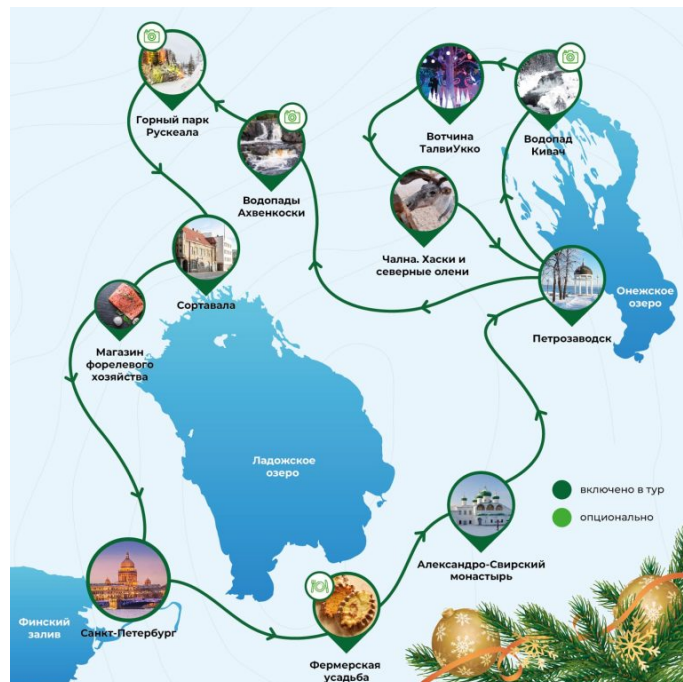 Горный парк
Рускеала
Водопады
Ахвенкоски
Вотчина
ТалвиУкко
Водопад
Кивач
Чална. Хаски и
северные олени
Сортавала
Магазин
форелевого
хозяйства
Петрозаводск
Онежское
озеро
Ладожское
озеро
включено в тур
опционально
Александро-Свирский
монастырь
Финский
залив
Санкт-Петербург
Фермерская
усадьба